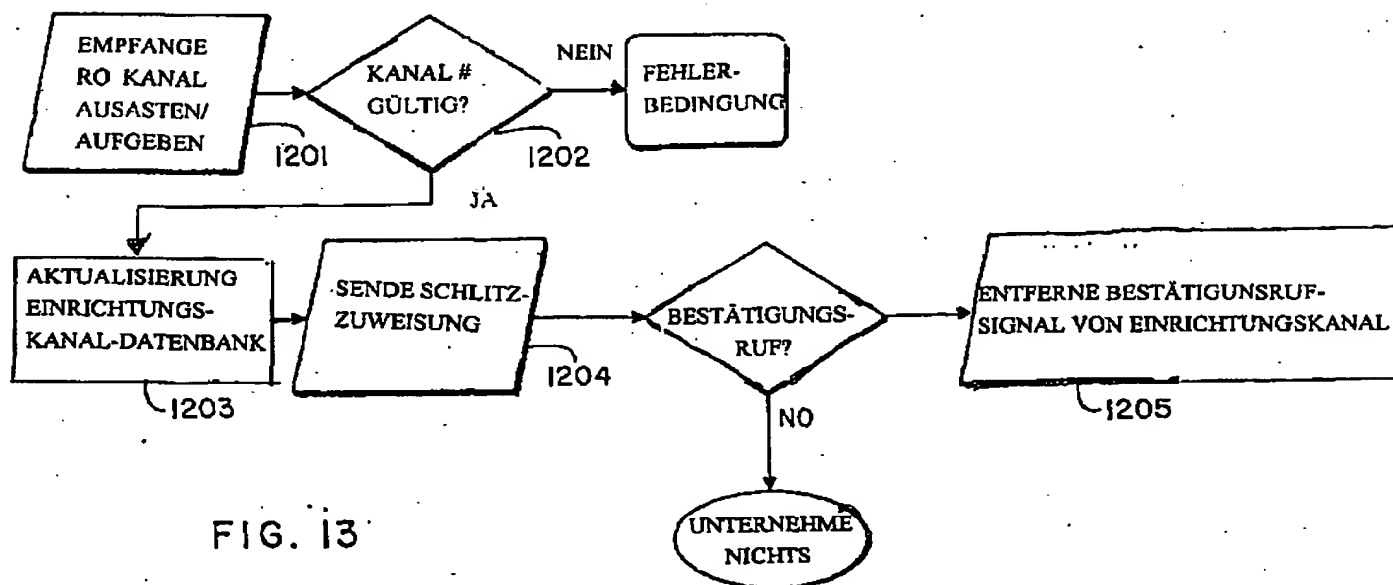 EMPFANGE
RO KANAL
AUSASTEN/
AUFGEBEN
1201
KANAL #
GÜLTIG?
1202
NEIN
FEHLER-
BEDINGUNG
JA
AKTUALISIERUNG
EINRICHTUNGS-
KANAL-DATENBANK
1203
SENDE SCHLITZ-
ZUWEISUNG
1204
BESTÄTIGUNGS-
RUF?
NO
UNTERNEHME
NICHTS
ENTFERNE BESTÄTIGUNSRUF-
SIGNAL VON EINRICHTUNGSKANAL
1205
FIG. 13